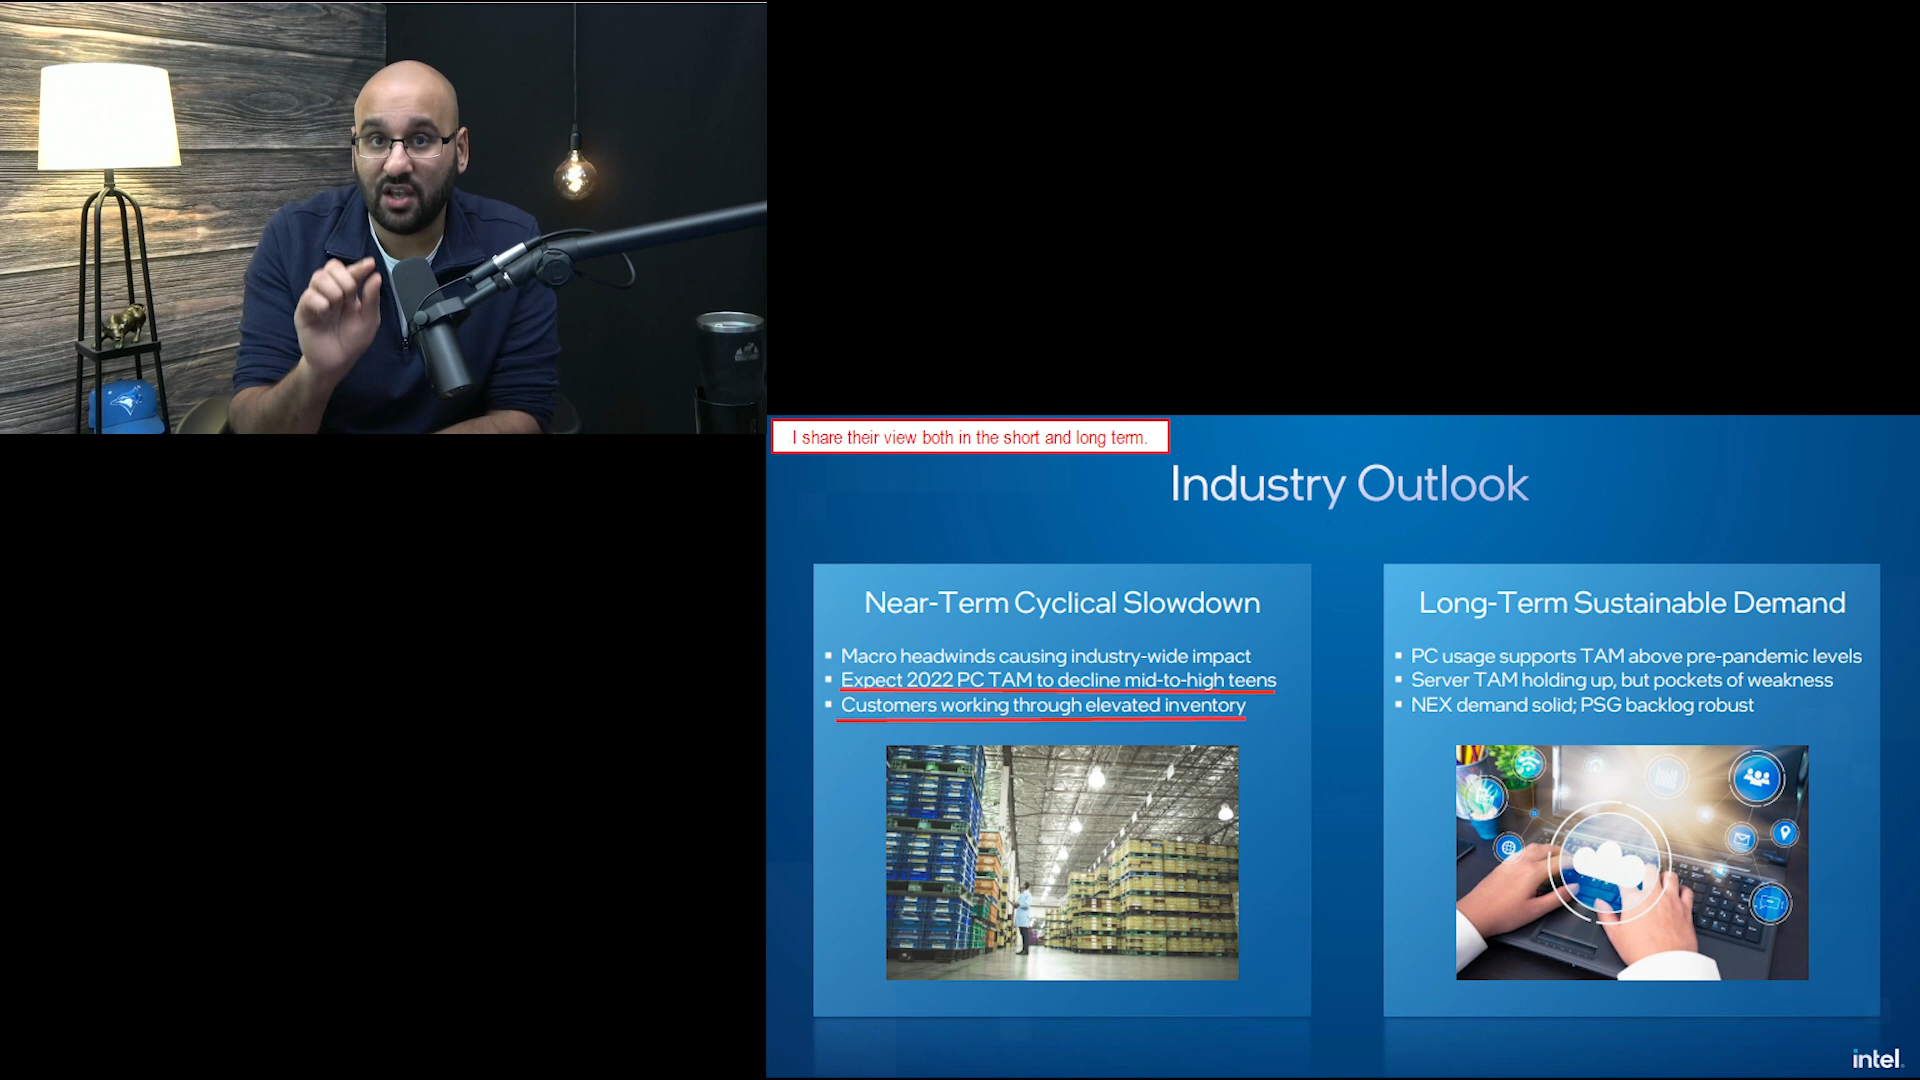 I share their view both in the short and long term.
Industry Outlook
Near-Term Cyclical Slowdown
Macro headwinds causing industry-wide impact
Expect 2022 PC TAM to decline mid-to-high teens
Customers working through elevated inventory
Long-Term Sustainable Demand
PC usage supports TAM above pre-pandemic levels
Server TAM holding up, but pockets of weakness
NEX demand solid; PSG backlog robust
intel.